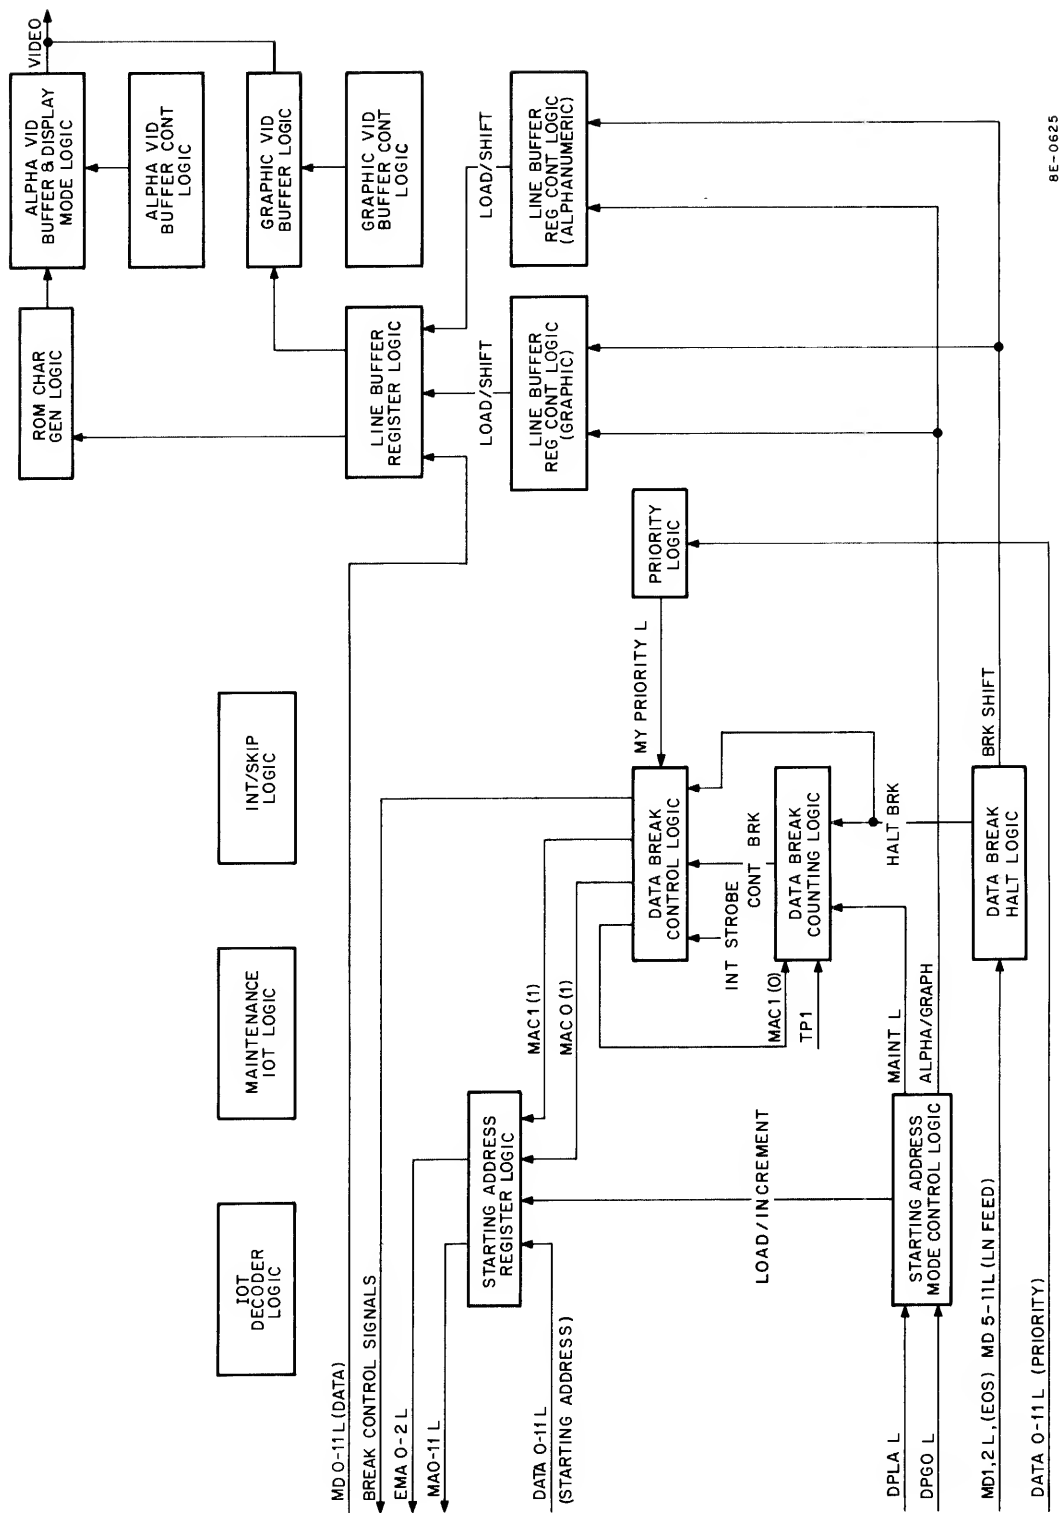 IOT
DECODER
LOGIC
MAINTENANCE
IOT LOGIC
INT/SKIP
LOGIC
ROM CHAR
GEN LOGIC
ALPHA VID
BUFFER & DISPLAY
MODE LOGIC
VIDEO
ALPHA VID
BUFFER CONT
LOGIC
GRAPHIC VID
BUFFER LOGIC
GRAPHIC VID
BUFFER CONT
LOGIC
MD 0-11 L (DATA)
BREAK CONTROL SIGNALS
EMA 0-2 L
MA0-11 L
DATA 0-11 L
(STARTING ADDRESS)
STARTING ADDRESS
REGISTER LOGIC
MAC1 (1)
MAC 0 (1)
LINE BUFFER
REGISTER LOGIC
LOAD/SHIFT
LOAD/SHIFT
LINE BUFFER
REG CONT LOGIC
(GRAPHIC)
LINE BUFFER
REG CONT LOGIC
(ALPHANUMERIC)
MY PRIORITY L
PRIORITY
LOGIC
DATA BREAK
CONTROL LOGIC
INT STROBE
CONT BRK
MAC 1 (0)
TP1
DATA BREAK
COUNTING LOGIC
LOAD/INCREMENT
HALT BRK
MAINT L
ALPHA/GRAPH
DPLA L
DPGO L
STARTING ADDRESS
MODE CONTROL LOGIC
MD1, 2 L, (EOS) MD 5-11 L (LN FEED)
DATA BREAK
HALT LOGIC
BRK SHIFT
DATA 0-11 L (PRIORITY)
8E-0625